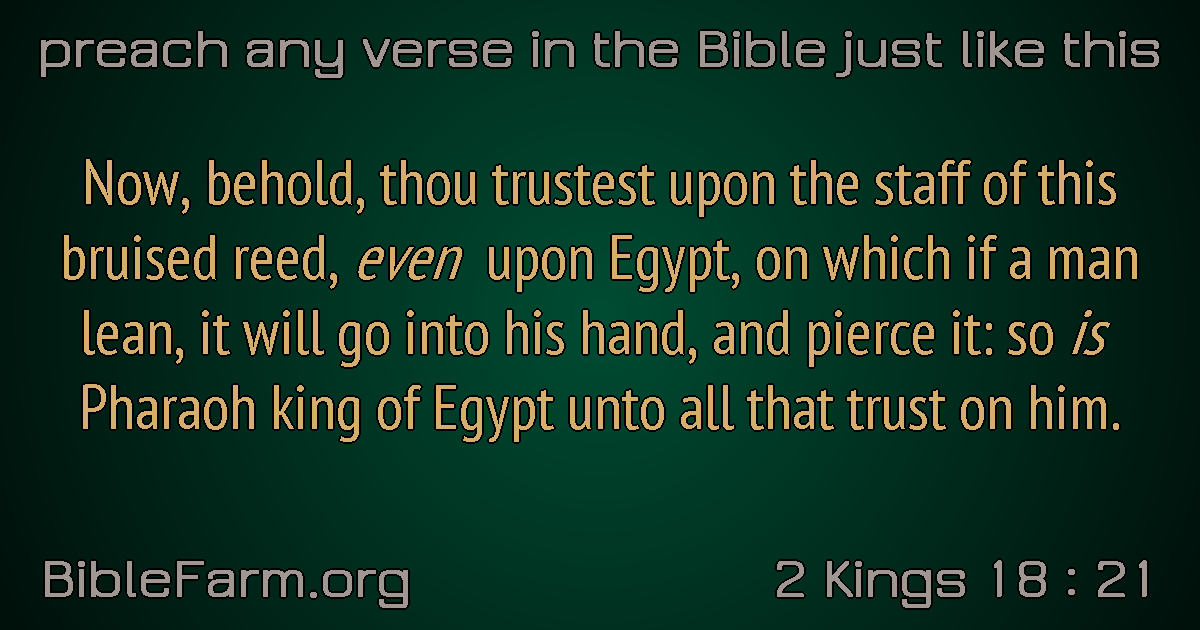 preach any verse in the Bible just like this
Now, behold, thou trustest upon the staff of this
bruised reed, even upon Egypt, on which if a man
lean, it will go into his hand, and pierce it: so is
Pharaoh king of Egypt unto all that trust on him.
BibleFarm.org
2 Kings 18 : 21